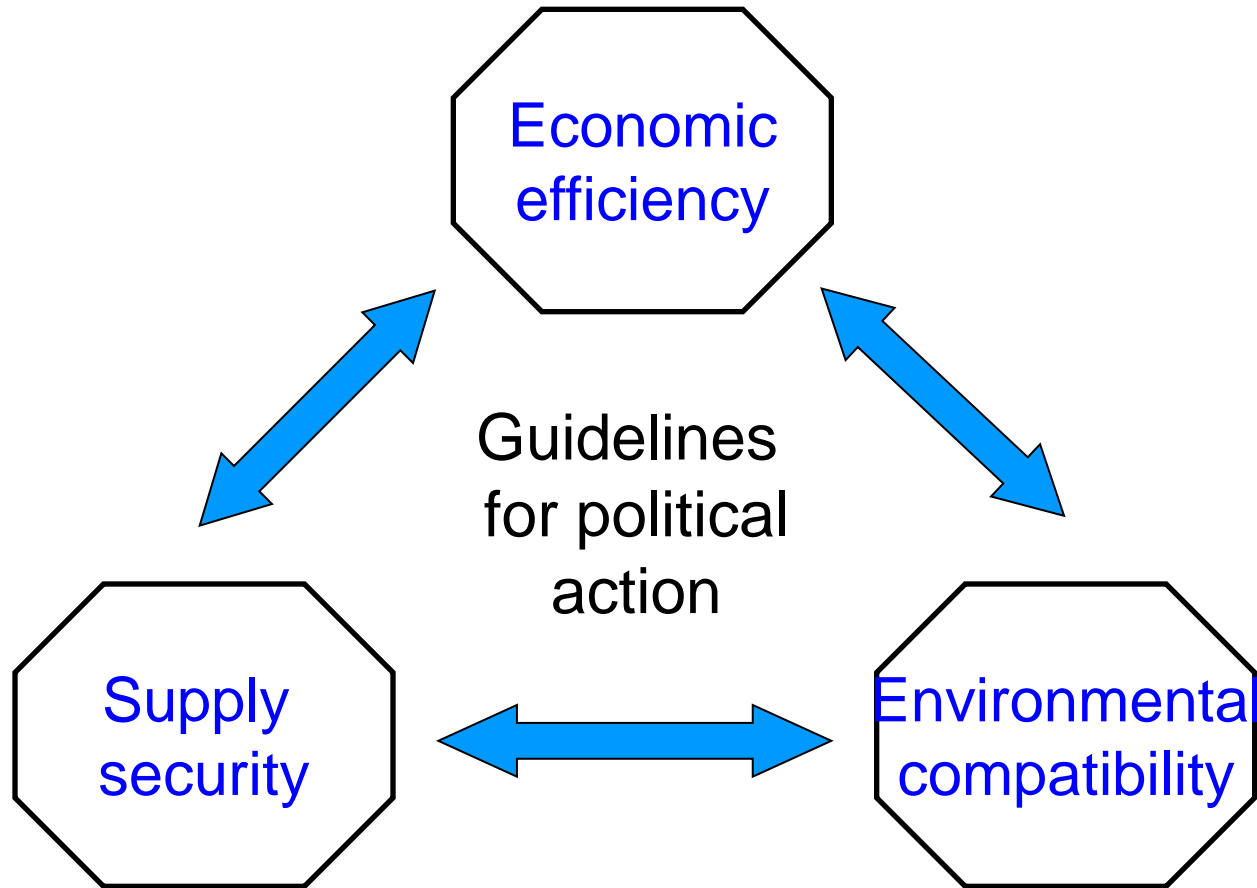 Economic
efficiency
Guidelines
for political
action
Supply
security
Environmental
compatibility